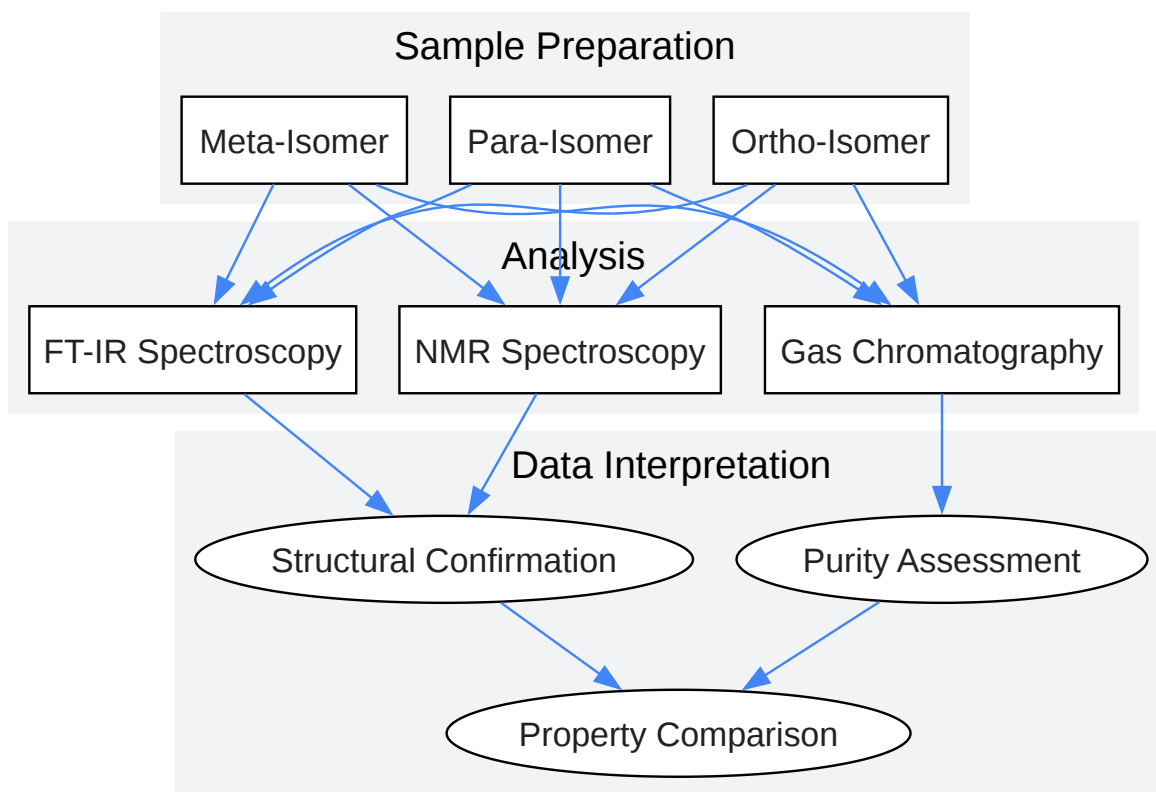 Sample Preparation
Meta-Isomer
Para-Isomer
Ortho-Isomer
Analysis
FT-IR Spectroscopy
NMR Spectroscopy
Gas Chromatography
Data Interpretation
Structural Confirmation
Purity Assessment
Property Comparison